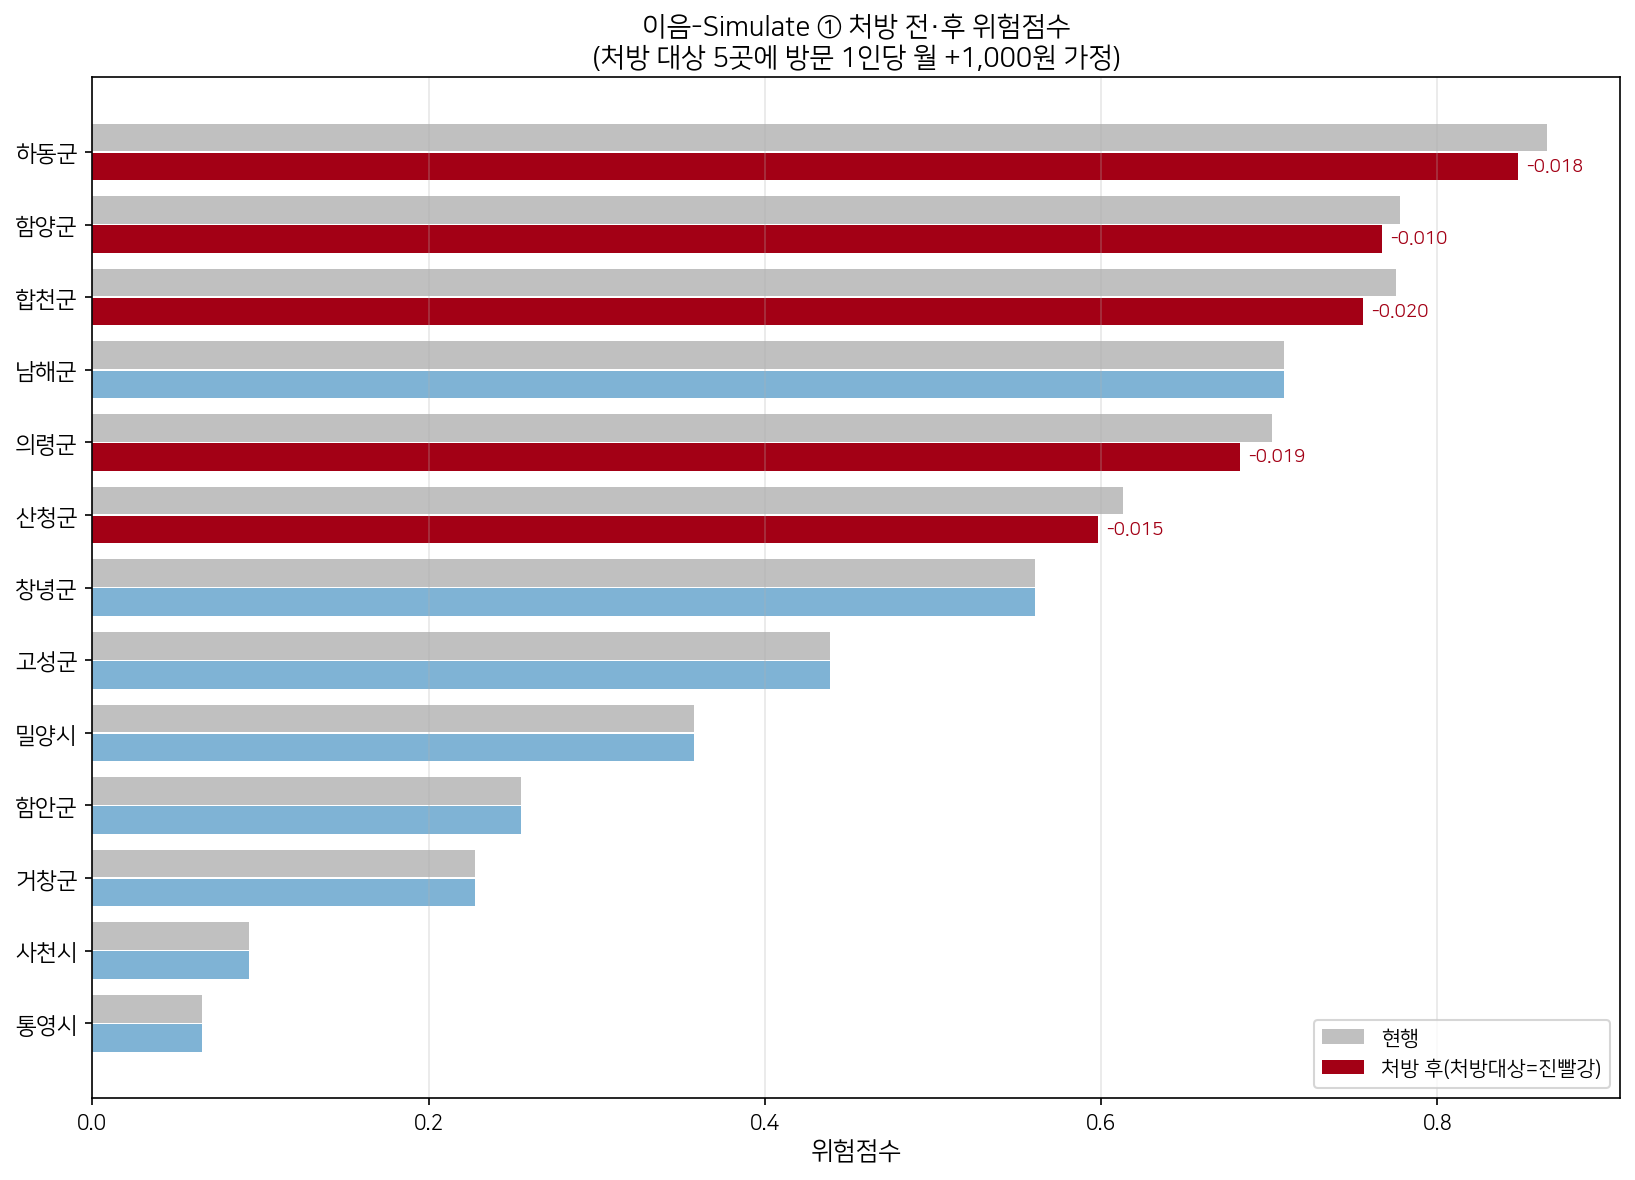 이음-Simulate ① 처방 전·후 위험점수
(처방 대상 5곳에 방문 1인당 월 +1,000원 가정)
하동군
-0.018
함양군
-0.010
합천군
-0.020
남해군
의령군
-0.019
산청군
-0.015
창녕군
고성군
밀양시
함안군
거창군
사천시
통영시
현행
처방 후(처방대상=진빨강)
0.0 0.2 0.4 0.6 0.8
위험점수